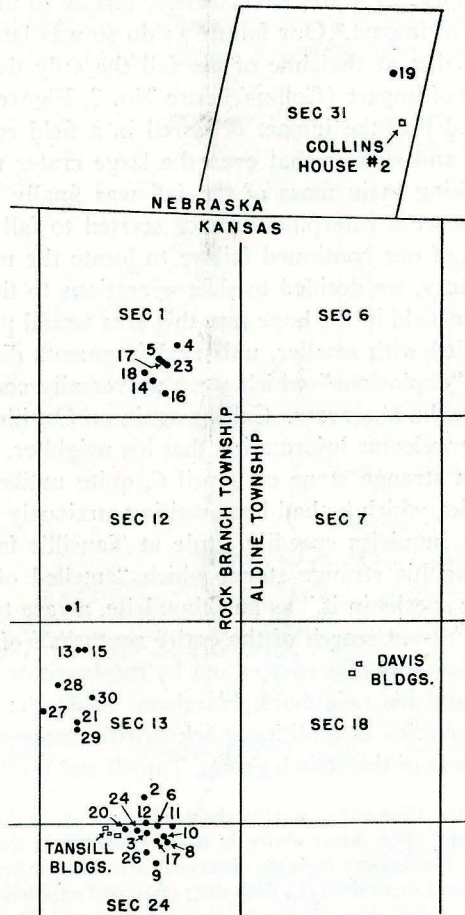 19
SEC 31
COLLINS
HOUSE #2
NEBRASKA
KANSAS
SEC 1
SEC 6
5
4
17
23
18
14
16
ROCK BRANCH TOWNSHIP
ALDINE TOWNSHIP
SEC 12
SEC 7
1
13
15
DAVIS
BLDGS.
28
30
27
21
SEC 13
SEC 18
29
2
6
24
12
11
20
10
3
TANSILL
BLDGS.
26
17
8
9
SEC 24